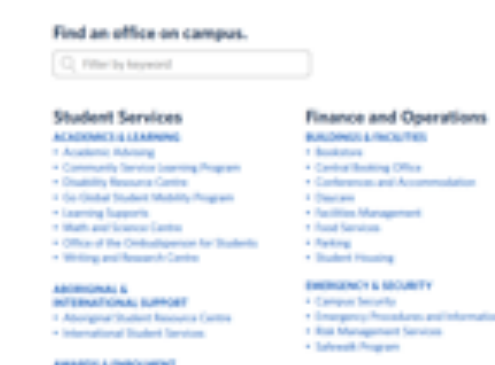 Find an office on campus.
Filter by keyword
Student Services
ACADEMICS & LEARNING
• Academic Advising
• Community Service Learning Program
• Disability Resource Centre
• Go Global Student Mobility Program
• Learning Supports
• Math and Science Centre
• Office of the Ombudsperson for Students
• Writing and Research Centre
ABORIGINAL &
INTERNATIONAL SUPPORT
• Aboriginal Student Resource Centre
• International Student Services
AWARDS & ENROLMENT
Finance and Operations
BUILDINGS & FACILITIES
• Bookstore
• Central Booking Office
• Conferences and Accommodation
• Daycare
• Facilities Management
• Food Services
• Parking
• Student Housing
EMERGENCY & SECURITY
• Campus Security
• Emergency Procedures and Information
• Risk Management Services
• Safewalk Program